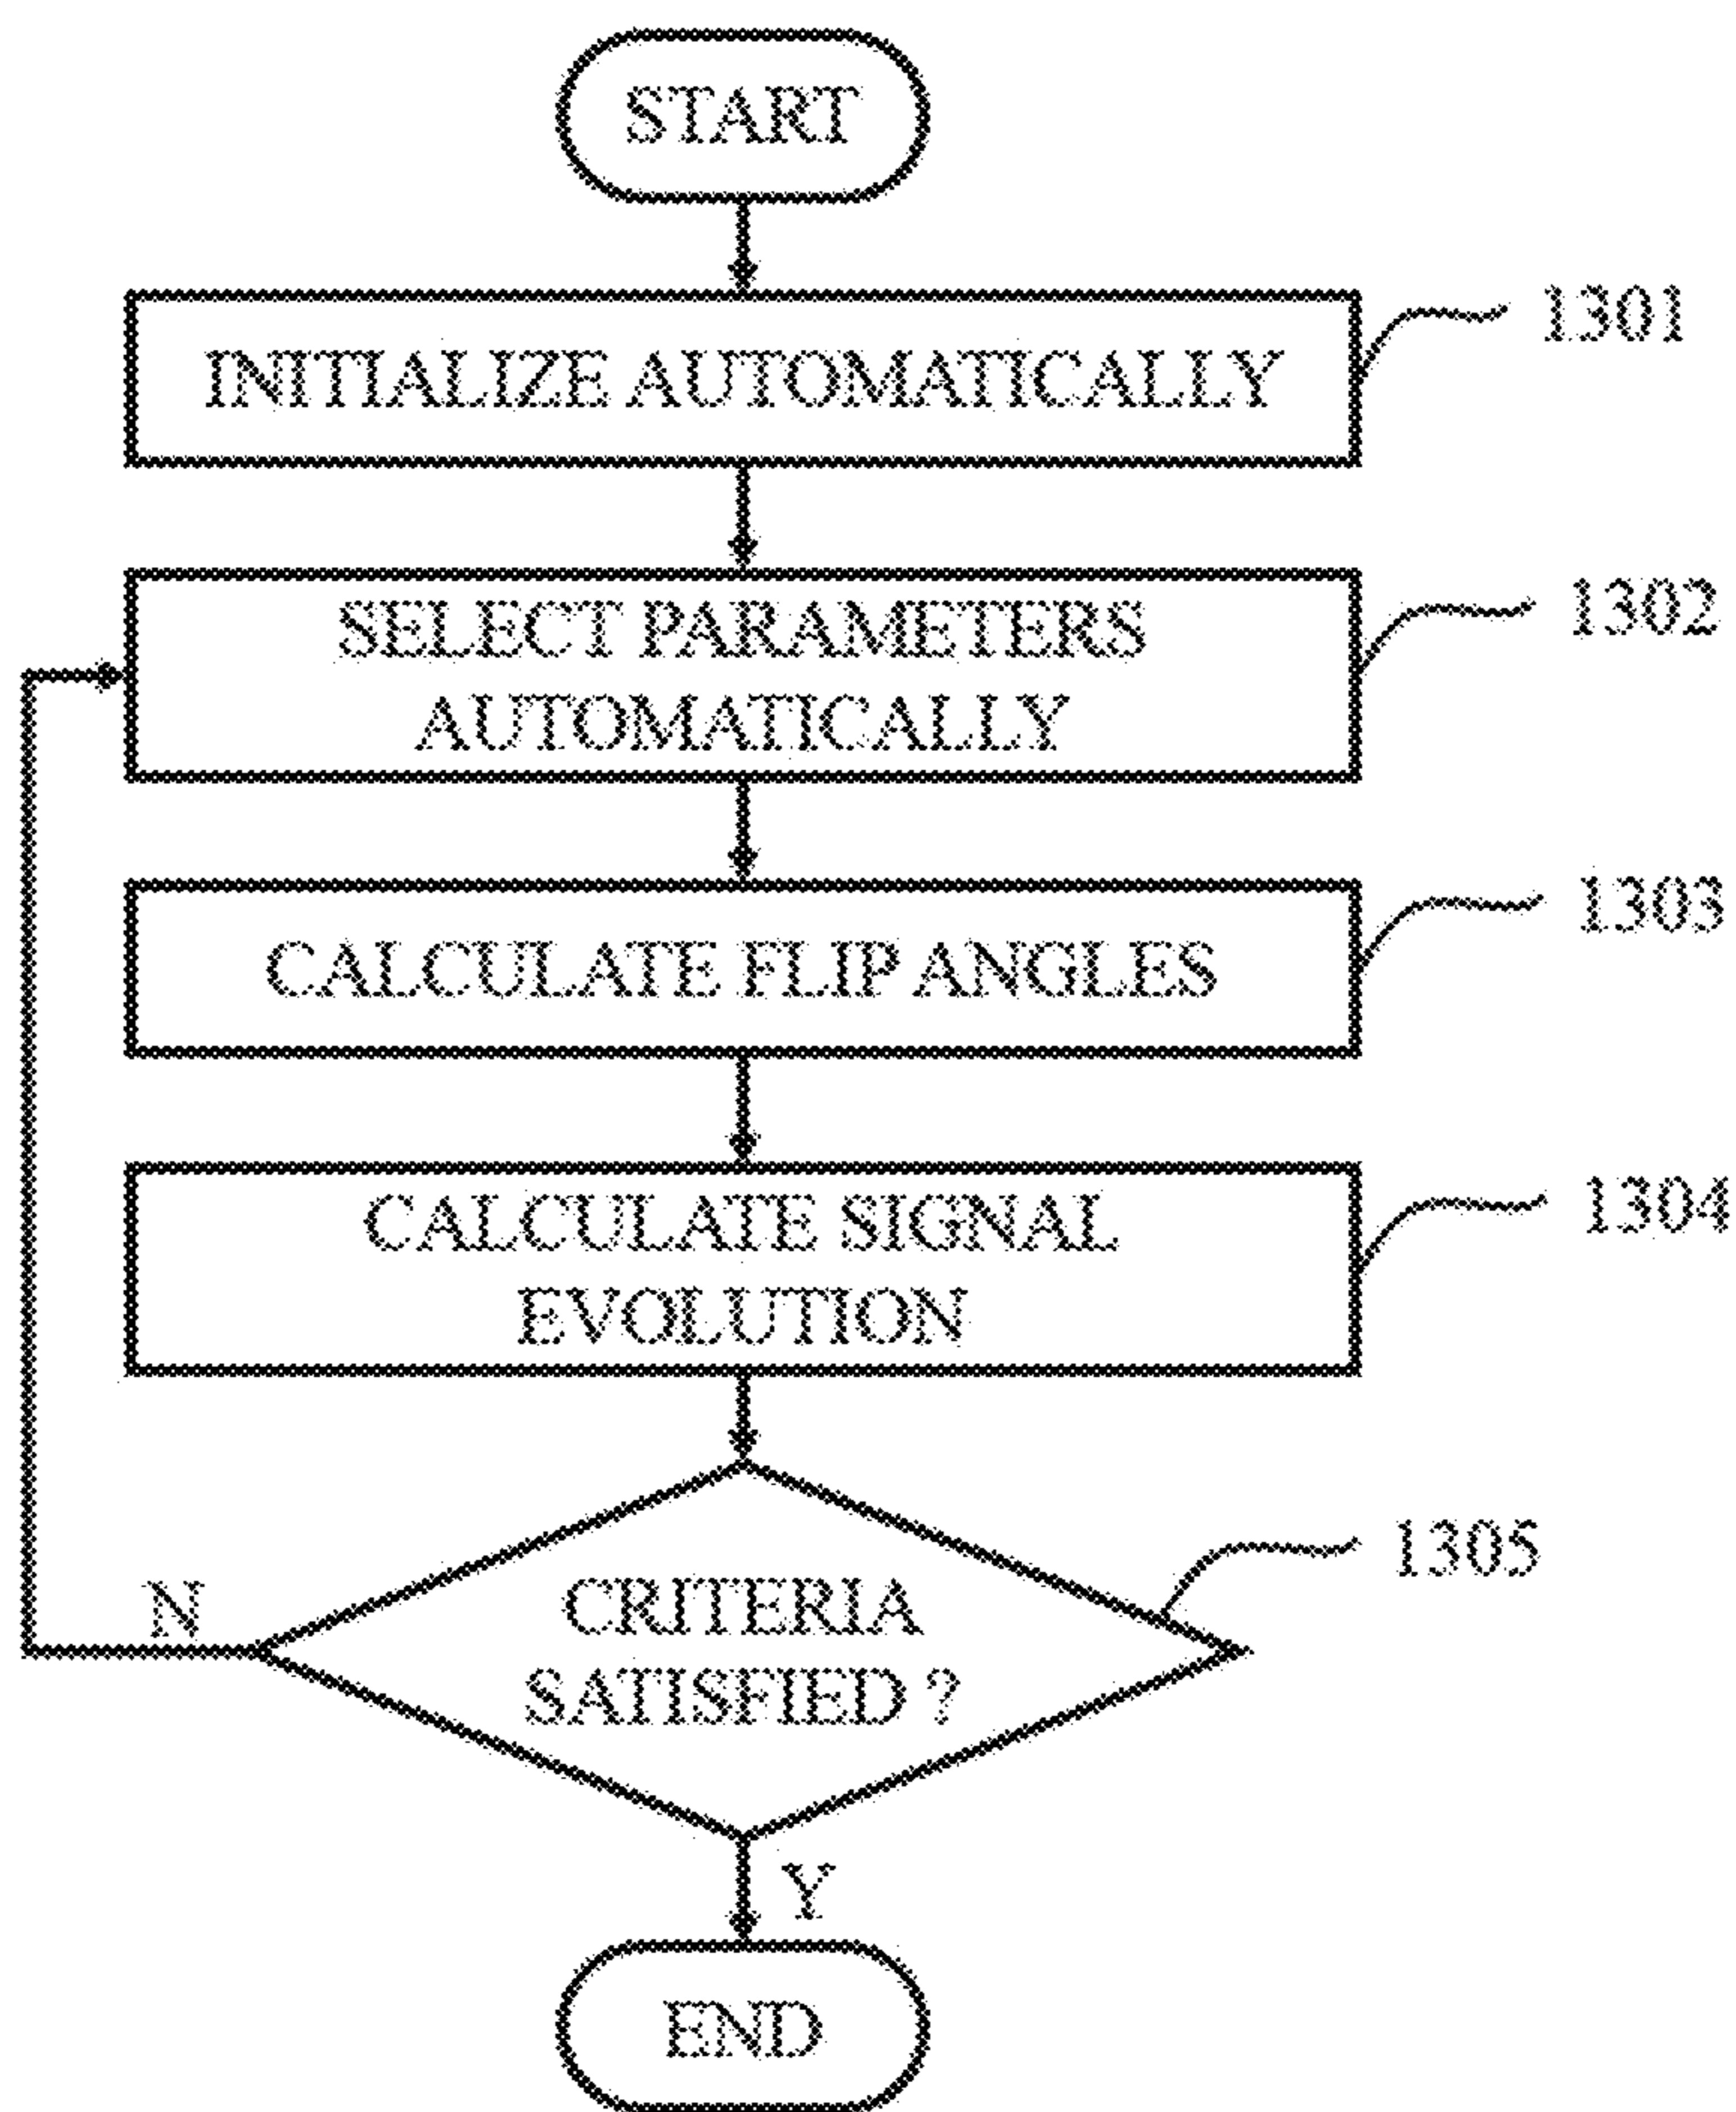 START
INITIALIZE AUTOMATICALLY
1301
SELECT PARAMETERS
AUTOMATICALLY
1302
CALCULATE FLIP ANGLES
1303
CALCULATE SIGNAL
EVOLUTION
1304
CRITERIA
SATISFIED ?
1305
N
Y
END